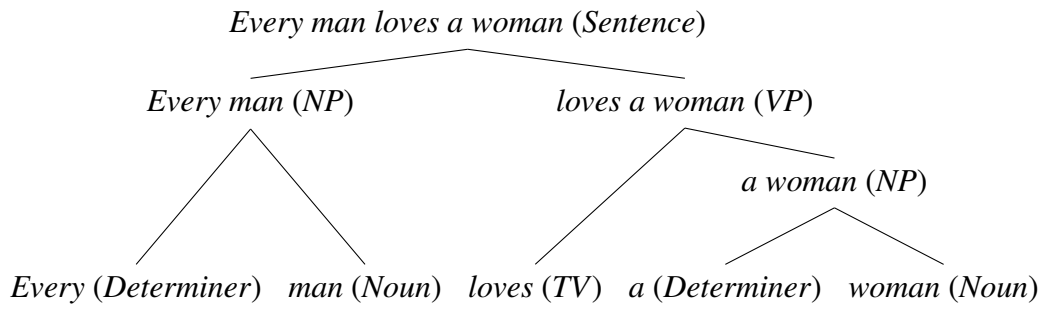 Every man loves a woman (Sentence)
Every man (NP) loves a woman (VP)
a woman (NP)
Every (Determiner) man (Noun) loves (TV) a (Determiner) woman (Noun)